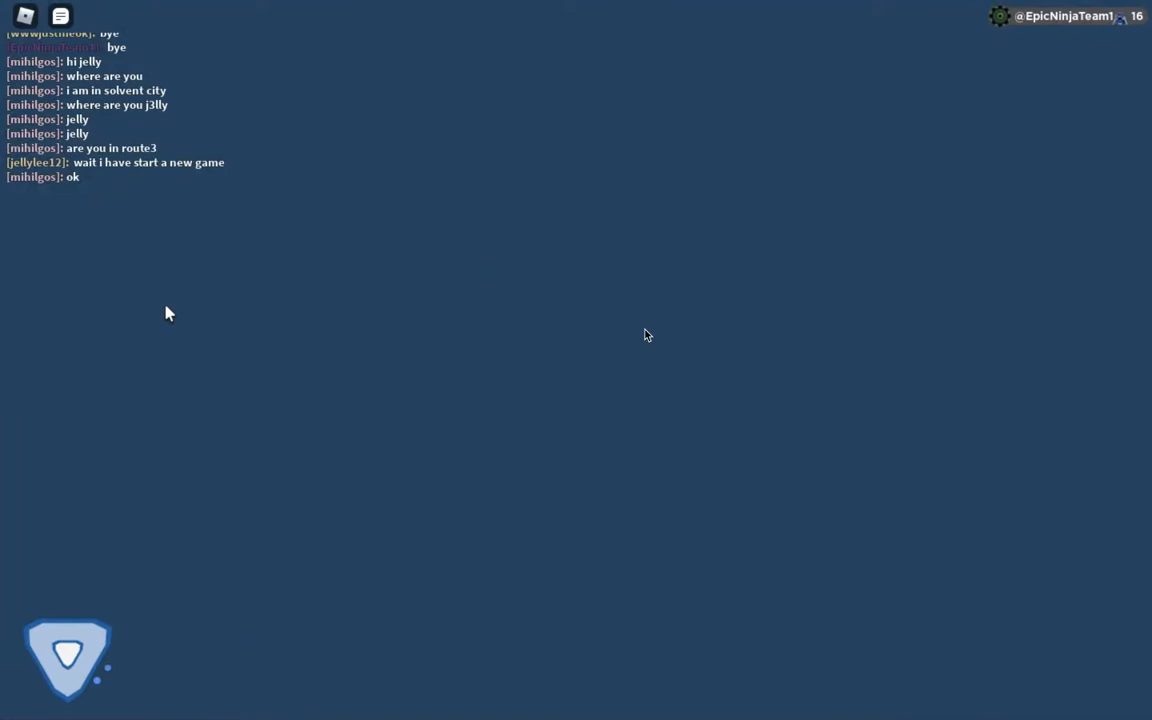 @EpicNinjaTeam1 16
[wwwjustmeok]: bye
[EpicNinjaTeam1]: bye
[mihilgos]: hi jelly
[mihilgos]: where are you
[mihilgos]: i am in solvent city
[mihilgos]: where are you j3lly
[mihilgos]: jelly
[mihilgos]: jelly
[mihilgos]: are you in route3
[jellylee12]: wait i have start a new game
[mihilgos]: ok